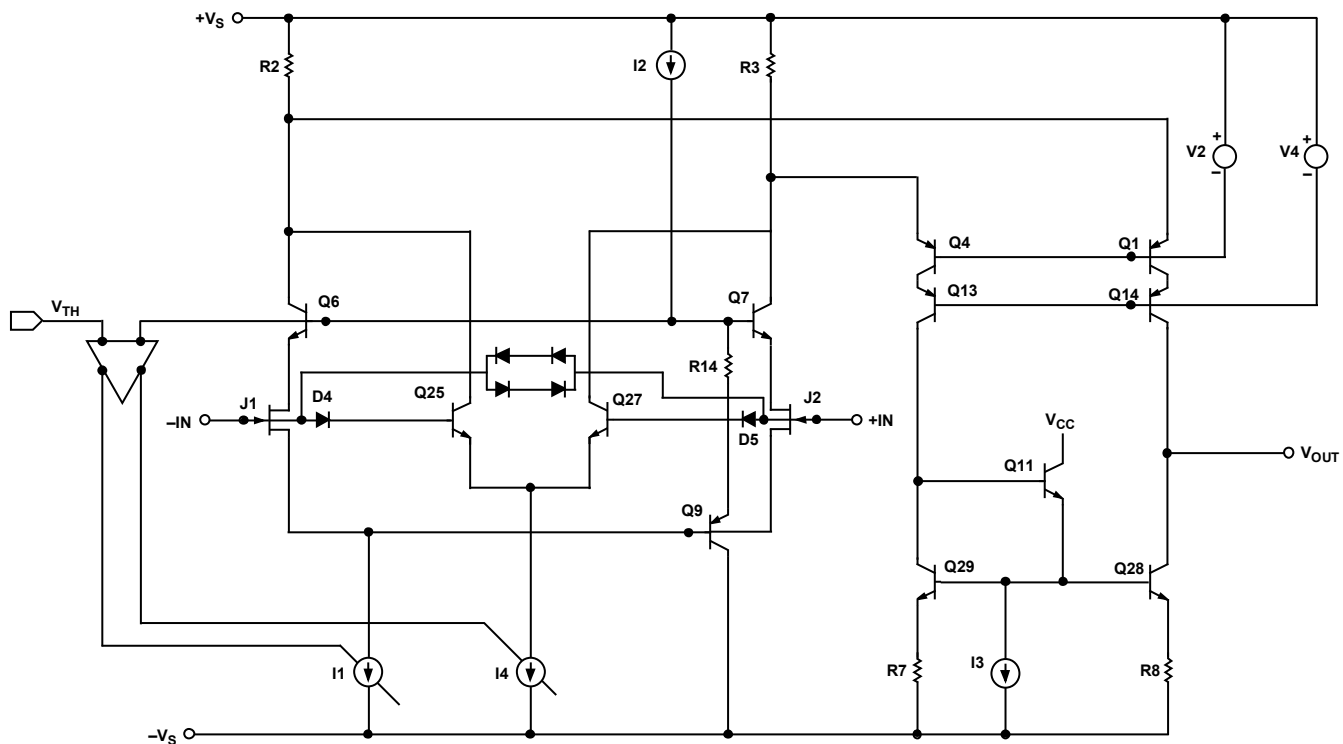 +VS
R2
I2
R3
V2
+
–
V4
+
–
Q4
Q1
Q13
Q14
VTH
Q6
Q7
R14
J1
D4
Q25
Q27
D5
J2
–IN
+IN
VCC
Q11
VOUT
Q9
Q29
Q28
I1
I4
R7
I3
R8
–VS